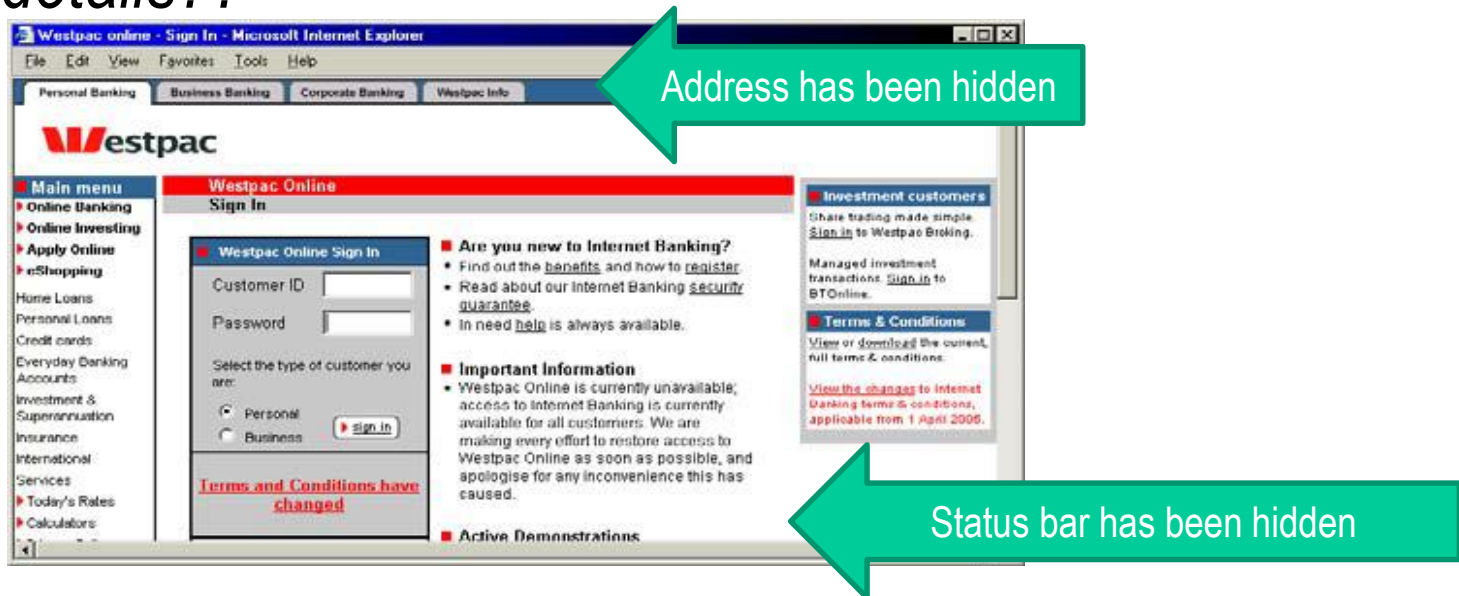 details??
Westpac online - Sign In - Microsoft Internet Explorer
File Edit View Favorites Tools Help
Personal Banking Business Banking Corporate Banking Westpac Info
Address has been hidden
Westpac
Main menu
Online Banking
Online Investing
Apply Online
eShopping
Home Loans
Personal Loans
Credit cards
Everyday Banking
Accounts
Investment &
Superannuation
Insurance
International
Services
Today's Rates
Calculators
Westpac Online
Sign In
Westpac Online Sign In
Customer ID
Password
Select the type of customer you
are:
Personal
Business
sign in
Terms and Conditions have
changed
Are you new to Internet Banking?
• Find out the benefits and how to register.
• Read about our Internet Banking security
guarantee.
• In need help is always available.
Important Information
• Westpac Online is currently unavailable;
access to Internet Banking is currently
available for all customers. We are
making every effort to restore access to
Westpac Online as soon as possible, and
apologise for any inconvenience this has
caused.
Active Demonstrations
Investment customers
Share trading made simple.
Sign in to Westpac Broking.
Managed investment
transactions. Sign in to
BTOnline.
Terms & Conditions
View or download the current,
full terms & conditions.
View the changes to Internet
Banking terms & conditions,
applicable from 1 April 2005.
Status bar has been hidden